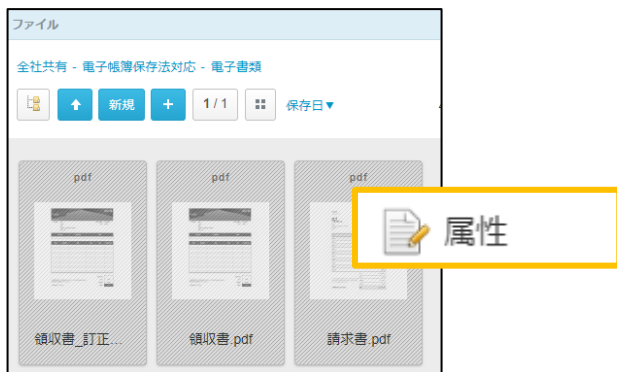 ファイル
全社共有 - 電子帳簿保存法対応 - 電子書類
新規
1 / 1
保存日▼
pdf
pdf
pdf
属性
領収書_訂正...
領収書.pdf
請求書.pdf